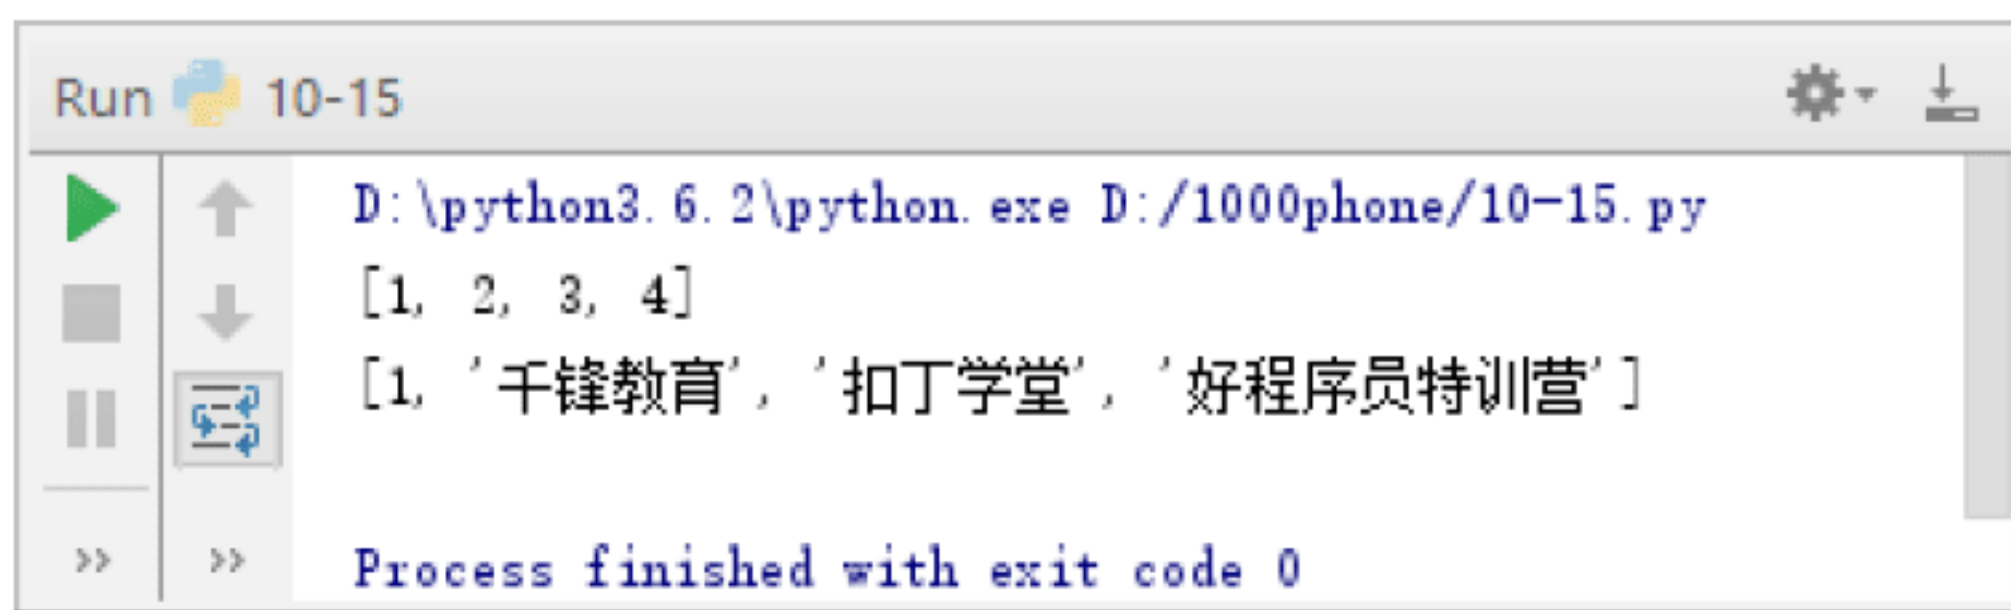 Run 10-15
D:\python3.6.2\python.exe D:/1000phone/10-15.py
[1, 2, 3, 4]
[1, '千锋教育', '扣丁学堂', '好程序员特训营']
Process finished with exit code 0